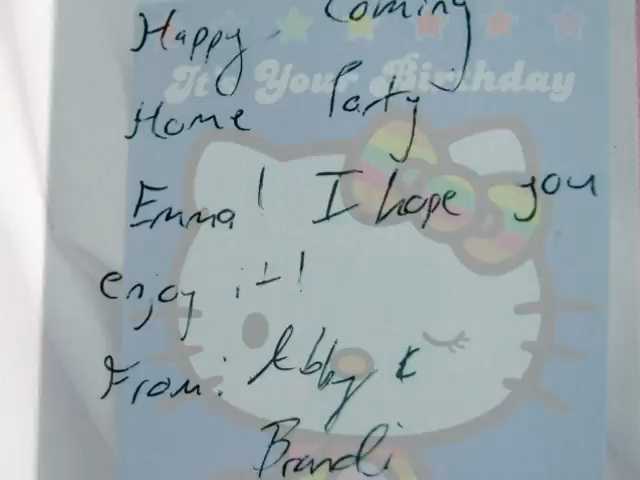 Happy Coming
It's Your Birthday
Home Party
Emma! I hope you
enjoy it!
From: Abby &
Brandi